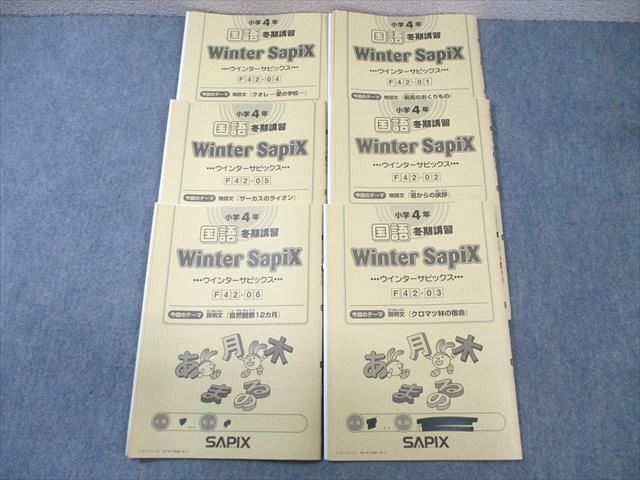 小学4年
国語 冬期講習
Winter SapiX
•••ウインターサピックス•••
F42-04
今回のテーマ 物語文『クオレ―愛の学校―』
小学4年
国語 冬期講習
Winter SapiX
•••ウインターサピックス•••
F42-01
今回のテーマ 物語文『最高のおくりもの』
小学4年
国語 冬期講習
Winter SapiX
•••ウインターサピックス•••
F42-05
今回のテーマ 物語文『サーカスのライオン』
小学4年
国語 冬期講習
Winter SapiX
•••ウインターサピックス•••
F42-02
今回のテーマ 物語文『窓からの挨拶』
小学4年
国語 冬期講習
Winter SapiX
•••ウインターサピックス•••
F42-06
今回のテーマ 説明文『自然観察12カ月』
あ 月 木
ま る の
SAPIX
小学4年
国語 冬期講習
Winter SapiX
•••ウインターサピックス•••
F42-03
今回のテーマ 説明文『クロマツ林の宿命』
あ 月 木
ま る の
SAPIX